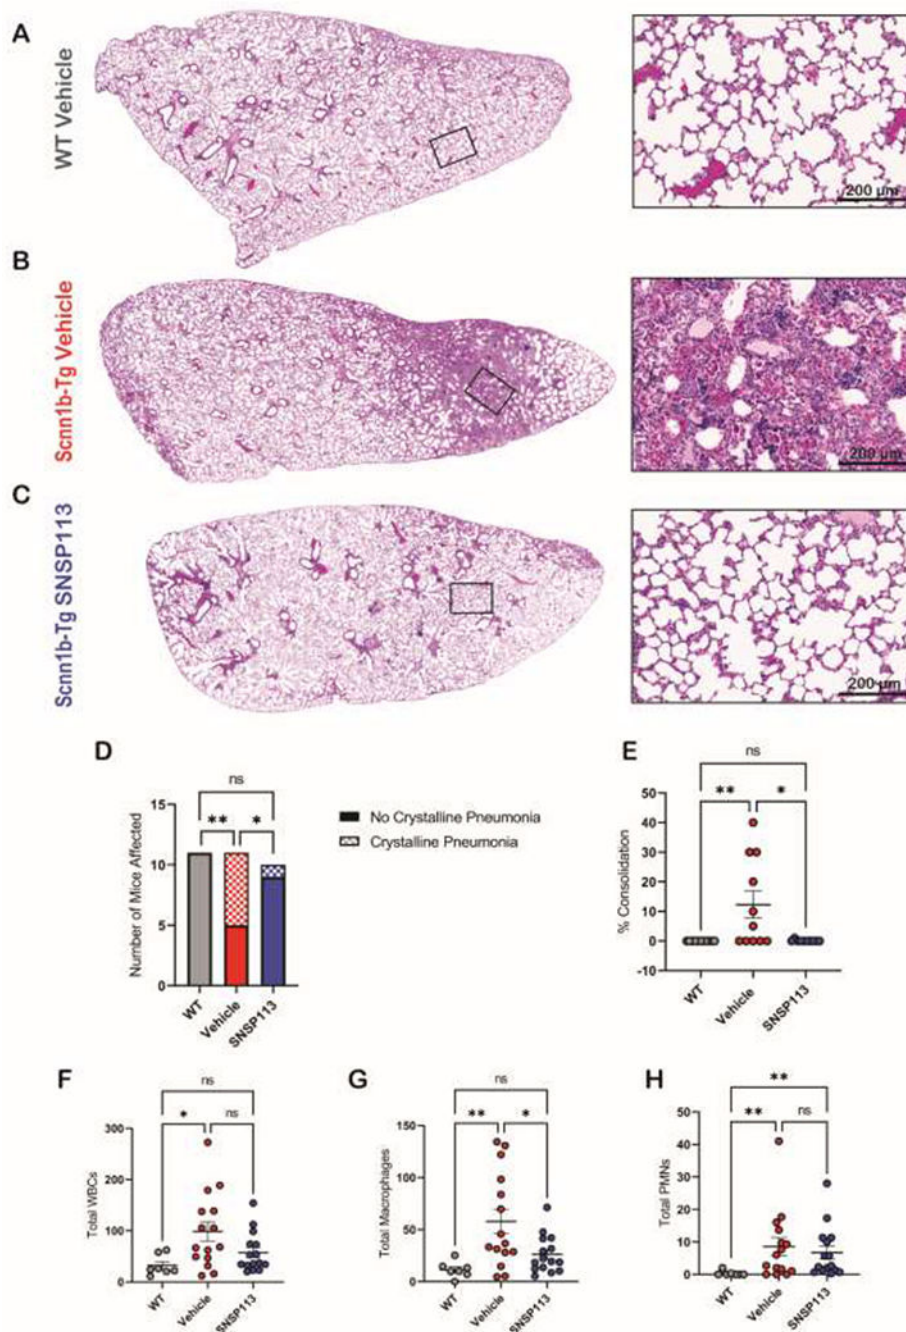 A
WT Vehicle
200 µm
B
Scnn1b-Tg Vehicle
200 µm
C
Scnn1b-Tg SNSP113
200 µm
D
ns
** *
15
10
5
0
Number of Mice Affected
WT Vehicle SNSP113
No Crystalline Pneumonia
Crystalline Pneumonia
E
ns
** *
50
40
30
20
10
0
-10
% Consolidation
WT Vehicle SNSP113
F
ns
* ns
300
200
100
0
Total WBCs
WT Vehicle SNSP113
G
ns
** *
150
100
50
0
Total Macrophages
WT Vehicle SNSP113
H
**
** ns
50
40
30
20
10
0
Total PMNs
WT Vehicle SNSP113